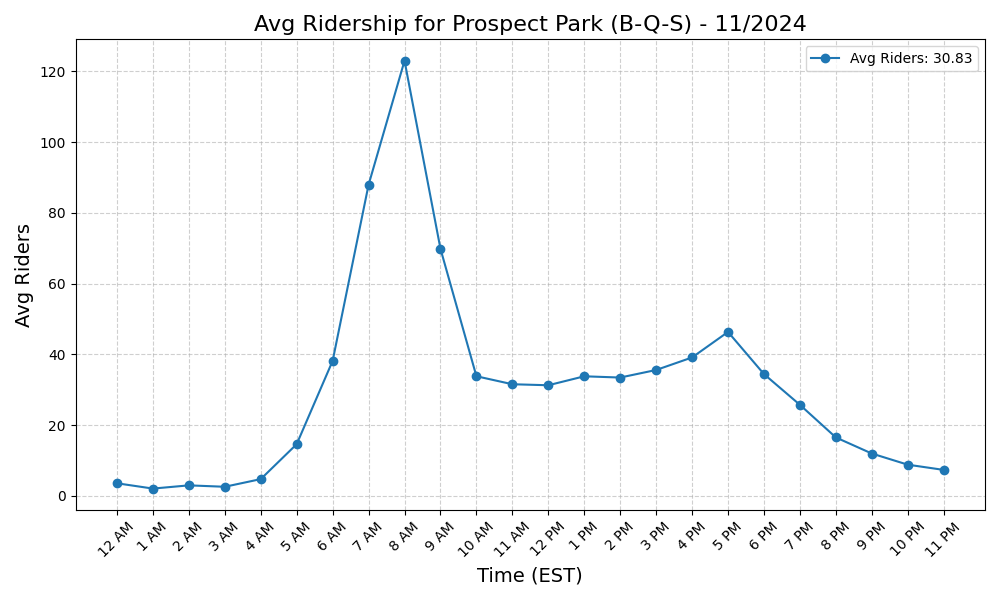 Avg Ridership for Prospect Park (B-Q-S) - 11/2024
Avg Riders: 30.83
Avg Riders
120
100
80
60
40
20
0
12 AM
1 AM
2 AM
3 AM
4 AM
5 AM
6 AM
7 AM
8 AM
9 AM
10 AM
11 AM
12 PM
1 PM
2 PM
3 PM
4 PM
5 PM
6 PM
7 PM
8 PM
9 PM
10 PM
11 PM
Time (EST)